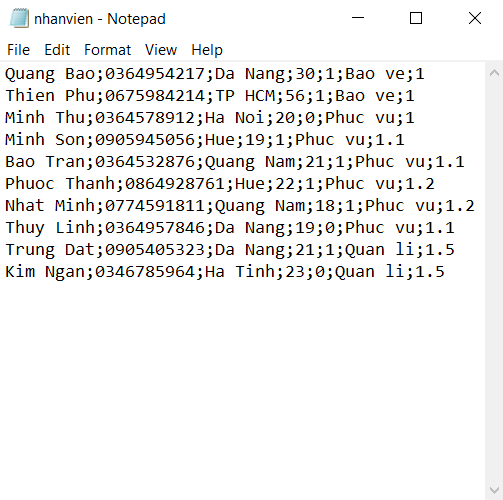 nhanvien - Notepad
File Edit Format View Help
Quang Bao;0364954217;Da Nang;30;1;Bao ve;1
Thien Phu;0675984214;TP HCM;56;1;Bao ve;1
Minh Thu;0364578912;Ha Noi;20;0;Phuc vu;1
Minh Son;0905945056;Hue;19;1;Phuc vu;1.1
Bao Tran;0364532876;Quang Nam;21;1;Phuc vu;1.1
Phuoc Thanh;0864928761;Hue;22;1;Phuc vu;1.2
Nhat Minh;0774591811;Quang Nam;18;1;Phuc vu;1.2
Thuy Linh;0364957846;Da Nang;19;0;Phuc vu;1.1
Trung Dat;0905405323;Da Nang;21;1;Quan li;1.5
Kim Ngan;0346785964;Ha Tinh;23;0;Quan li;1.5